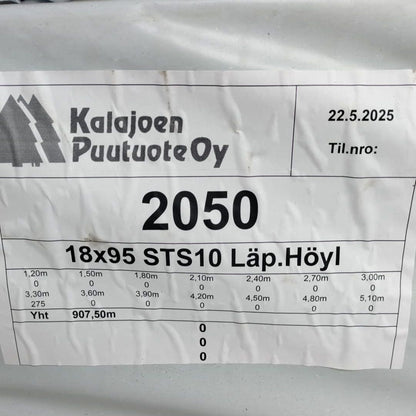 Kalajoen
Puutuote Oy
22.5.2025
Til.nro:
2050
18x95 STS10 Läp.Höyl
1,20m 1,50m 1,80m 2,10m 2,40m 2,70m 3,00m
0 0 0 0 0 0 0
3,30m 3,60m 3,90m 4,20m 4,50m 4,80m 5,10m
275 0 0 0 0 0 0
Yht 907,50m
0
0
0